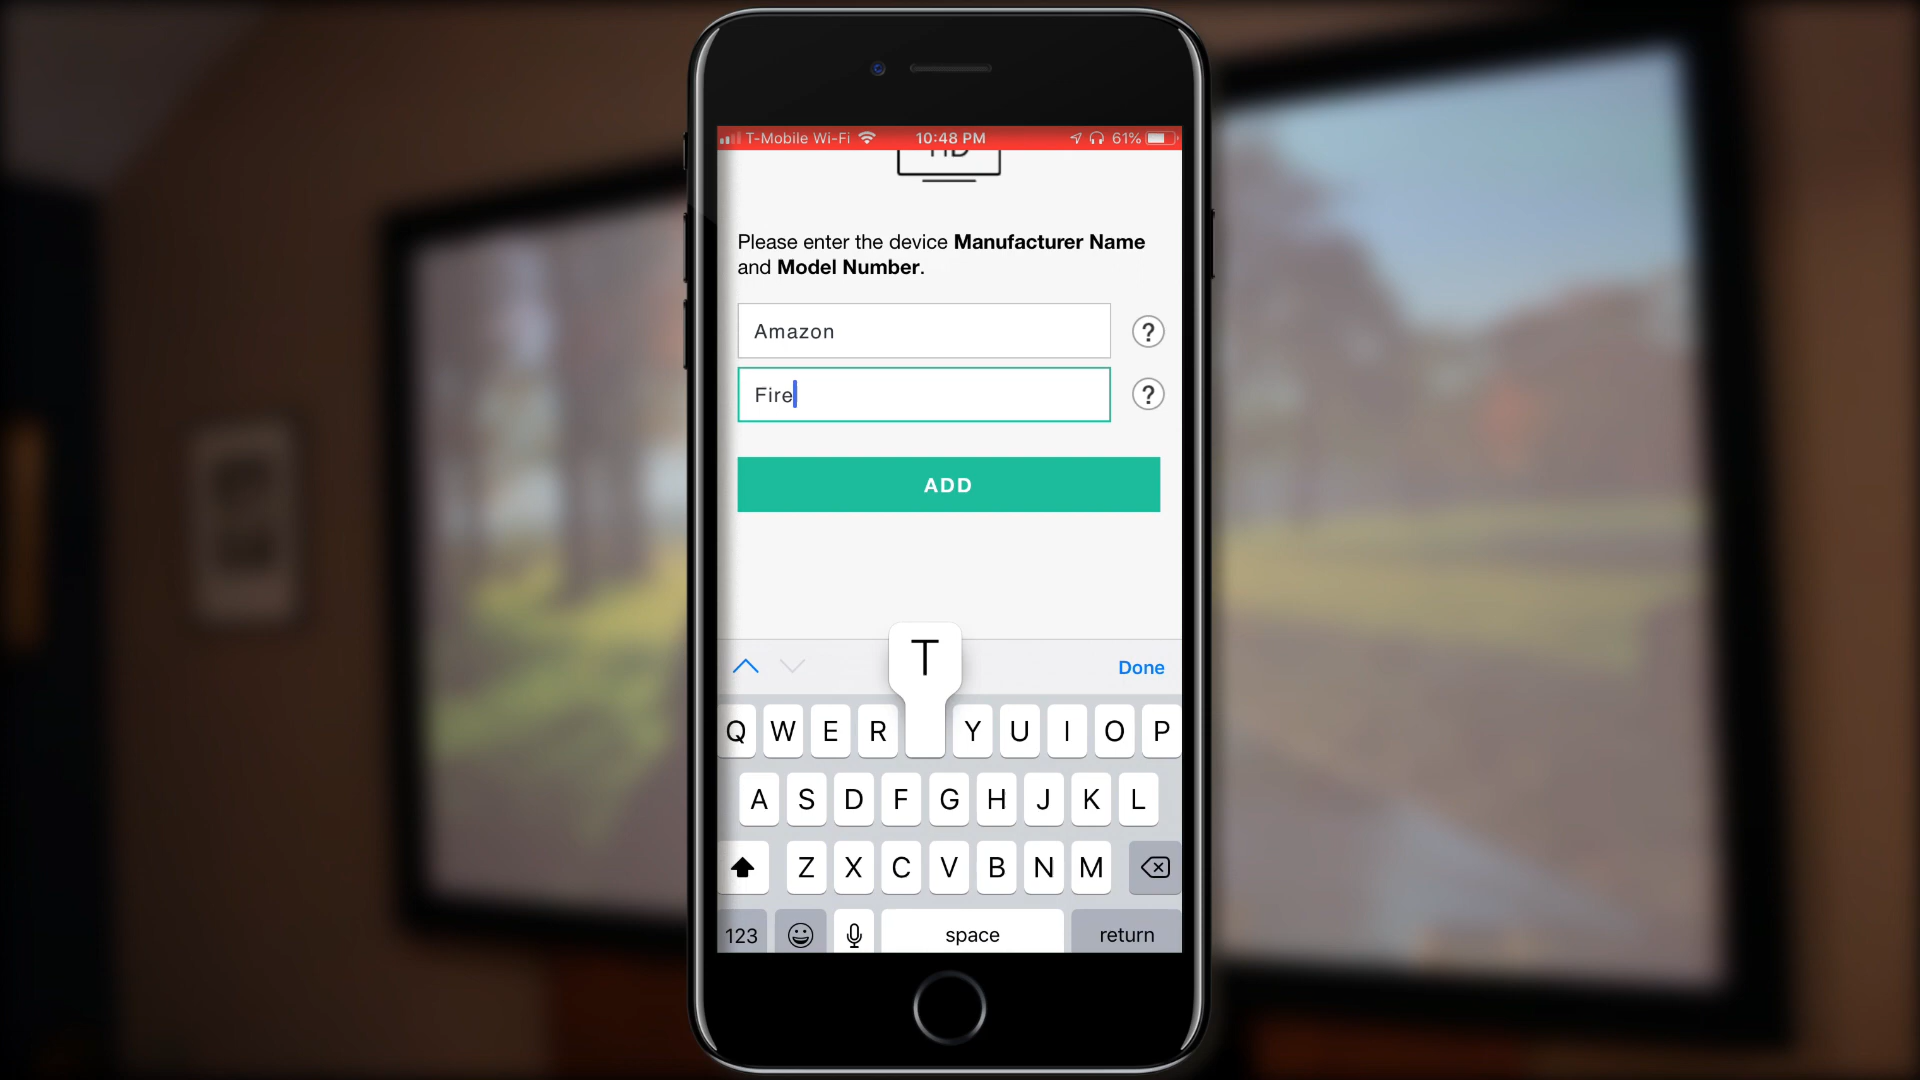 T-Mobile Wi-Fi 10:48 PM 61%
HD
Please enter the device Manufacturer Name
and Model Number.
Amazon ?
Fire ?
ADD
T
Done
Q W E R Y U I O P
A S D F G H J K L
Z X C V B N M
123 space return